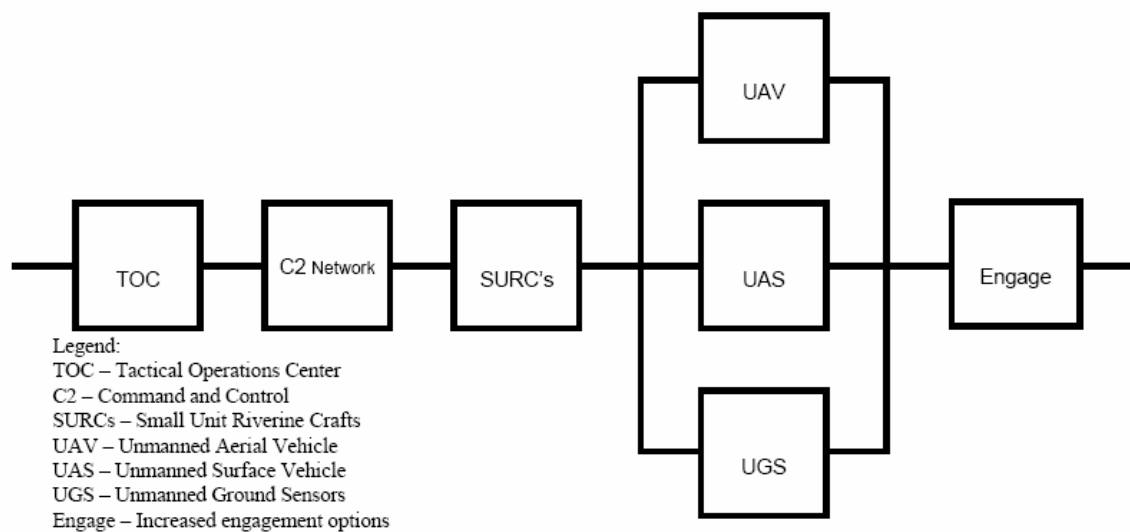 UAV
TOC
C2 Network
SURC's
UAS
Engage
UGS
Legend:
TOC – Tactical Operations Center
C2 – Command and Control
SURCs – Small Unit Riverine Crafts
UAV – Unmanned Aerial Vehicle
UAS – Unmanned Surface Vehicle
UGS – Unmanned Ground Sensors
Engage – Increased engagement options